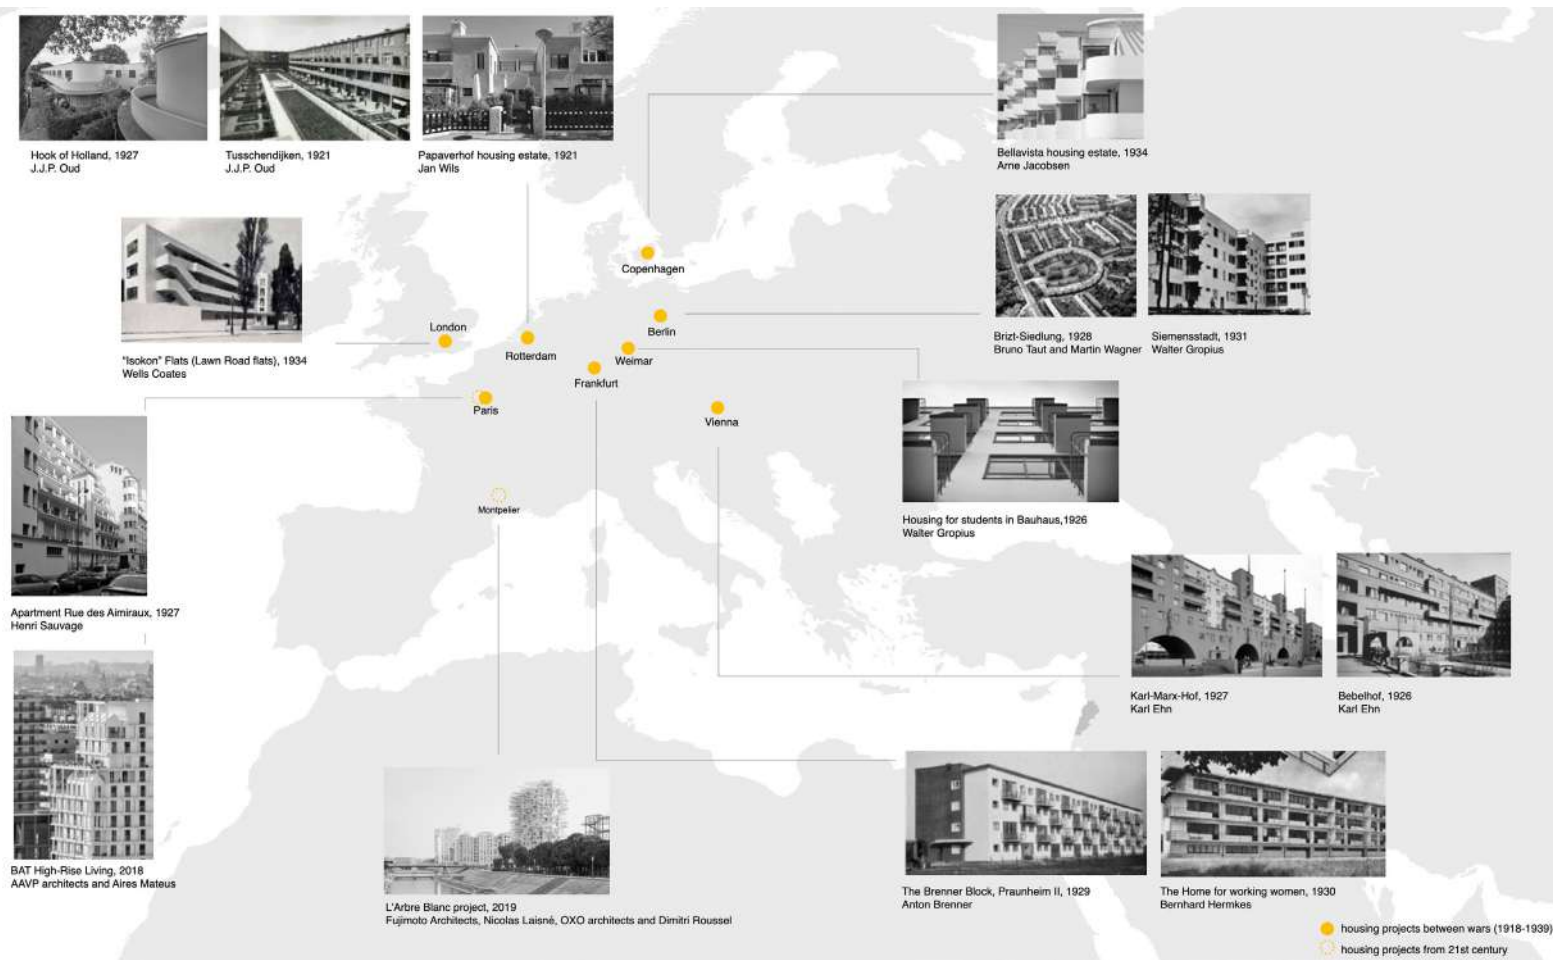 Hook of Holland, 1927
J.J.P. Oud
Tusschendijken, 1921
J.J.P. Oud
Papaverhof housing estate, 1921
Jan Wils
Bellavista housing estate, 1934
Arne Jacobsen
"Isokon" Flats (Lawn Road flats), 1934
Wells Coates
Copenhagen
London
Berlin
Rotterdam
Weimar
Frankfurt
Paris
Vienna
Montpelier
Brizt-Siedlung, 1928
Bruno Taut and Martin Wagner
Siemensstadt, 1931
Walter Gropius
Housing for students in Bauhaus,1926
Walter Gropius
Apartment Rue des Aimiraux, 1927
Henri Sauvage
Karl-Marx-Hof, 1927
Karl Ehn
Bebelhof, 1926
Karl Ehn
BAT High-Rise Living, 2018
AAVP architects and Aires Mateus
L'Arbre Blanc project, 2019
Fujimoto Architects, Nicolas Laisné, OXO architects and Dimitri Roussel
The Brenner Block, Praunheim II, 1929
Anton Brenner
The Home for working women, 1930
Bernhard Hermkes
housing projects between wars (1918-1939)
housing projects from 21st century